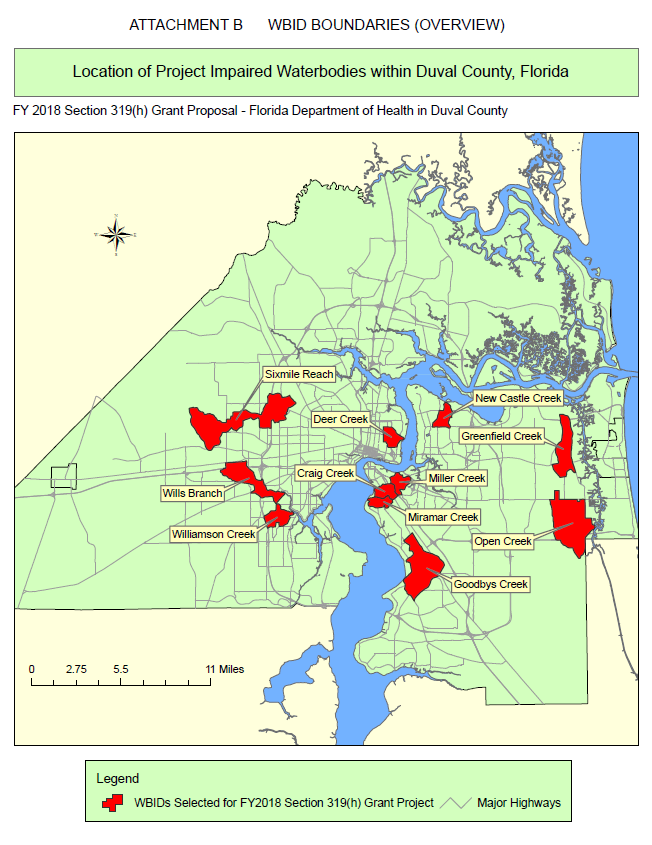 ATTACHMENT B WBID BOUNDARIES (OVERVIEW)
Location of Project Impaired Waterbodies within Duval County, Florida
FY 2018 Section 319(h) Grant Proposal - Florida Department of Health in Duval County
Sixmile Reach
New Castle Creek
Deer Creek
Greenfield Creek
Craig Creek
Miller Creek
Wills Branch
Miramar Creek
Williamson Creek
Open Creek
Goodbys Creek
0 2.75 5.5 11 Miles
Legend
WBIDs Selected for FY2018 Section 319(h) Grant Project
Major Highways